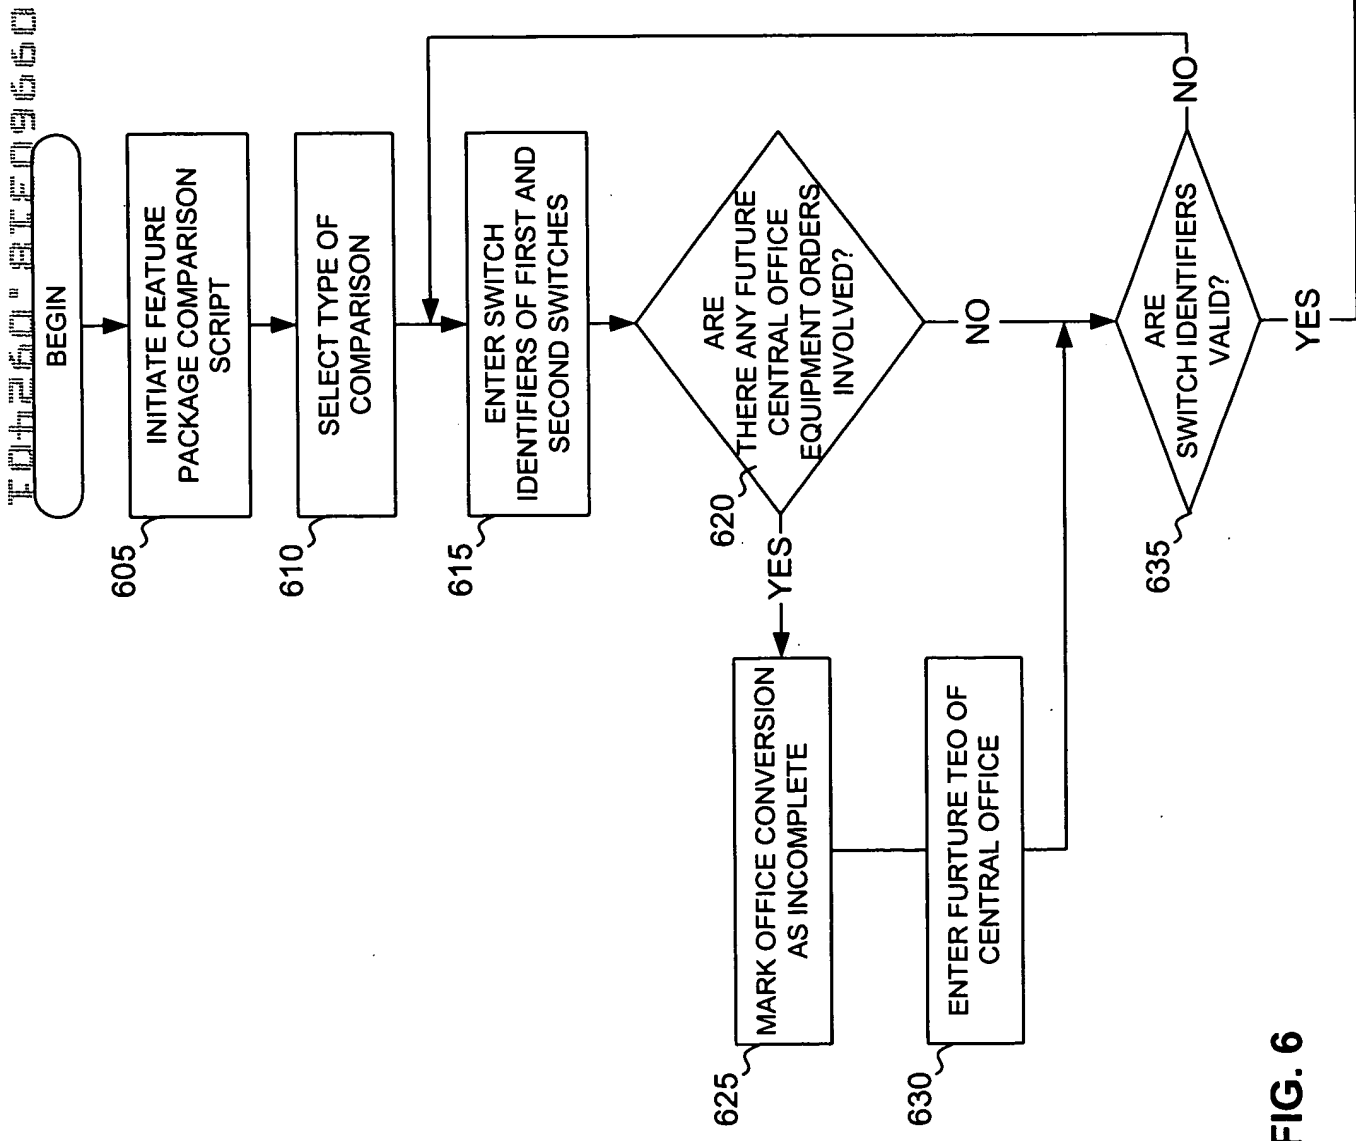 BEGIN
INITIATE FEATURE
PACKAGE COMPARISON
SCRIPT
605
SELECT TYPE OF
COMPARISON
610
ENTER SWITCH
IDENTIFIERS OF FIRST AND
SECOND SWITCHES
615
ARE
THERE ANY FUTURE
CENTRAL OFFICE
EQUIPMENT ORDERS
INVOLVED?
620
YES
NO
MARK OFFICE CONVERSION
AS INCOMPLETE
625
ENTER FURTURE TEO OF
CENTRAL OFFICE
630
ARE
SWITCH IDENTIFIERS
VALID?
635
NO
YES
FIG. 6